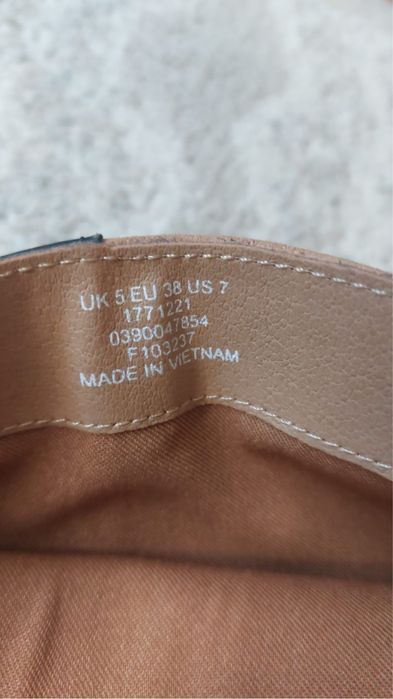 UK 5 EU 38 US 7
1771221
0390047854
F103237
MADE IN VIETNAM